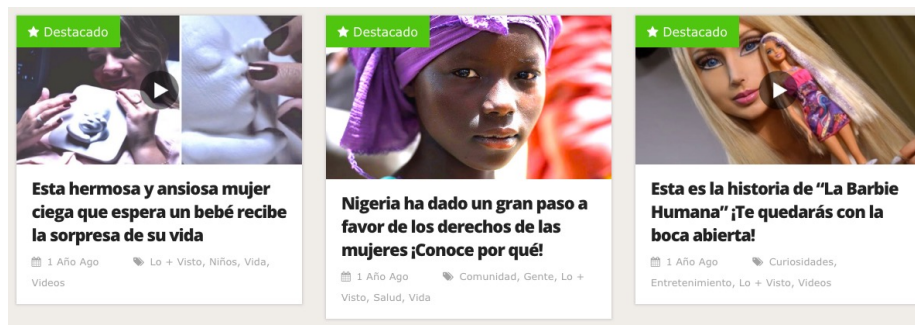 Destacado
Esta hermosa y ansiosa mujer
ciega que espera un bebé recibe
la sorpresa de su vida
1 Año Ago Lo + Visto, Niños, Vida,
Videos
Destacado
Nigeria ha dado un gran paso a
favor de los derechos de las
mujeres ¡Conoce por qué!
1 Año Ago Comunidad, Gente, Lo +
Visto, Salud, Vida
Destacado
Esta es la historia de “La Barbie
Humana” ¡Te quedarás con la
boca abierta!
1 Año Ago Curiosidades,
Entretenimiento, Lo + Visto, Videos